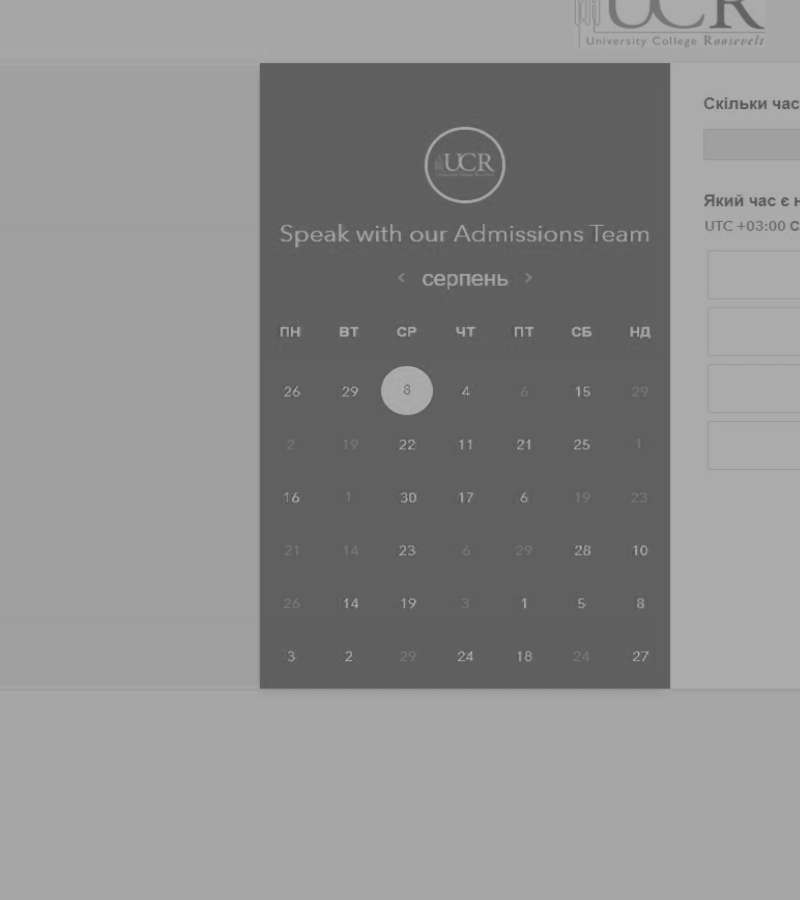 UCR
University College Roosevelt
UCR
Speak with our Admissions Team
< серпень >
ПН ВТ СР ЧТ ПТ СБ НД
26 29 8 4 6 15 29
2 19 22 11 21 25 1
16 1 30 17 6 19 23
21 14 23 6 29 28 10
26 14 19 3 1 5 8
3 2 29 24 18 24 27
Скільки час
Який час є н
UTC +03:00 С